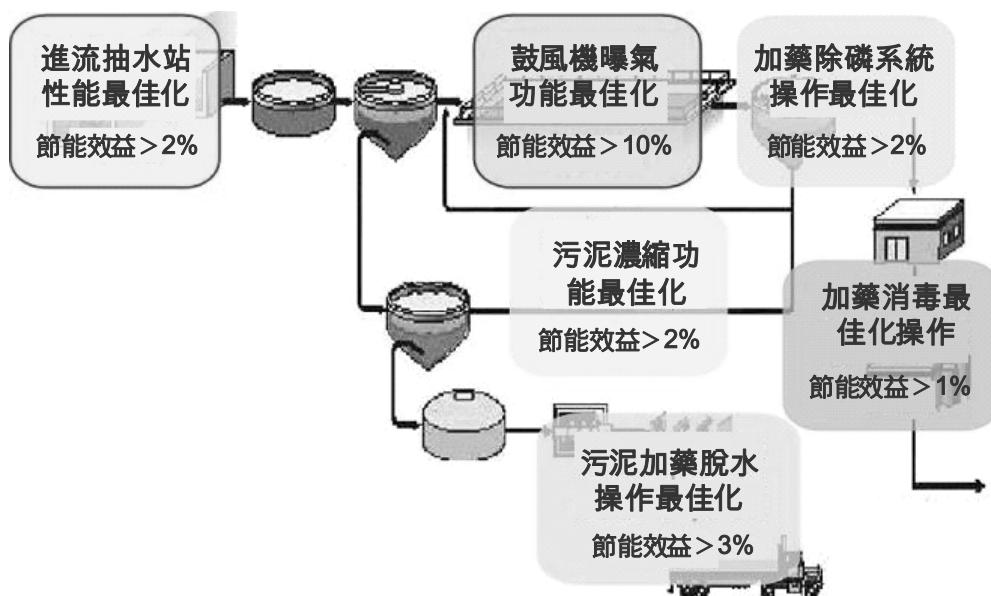 進流抽水站
性能最佳化
節能效益＞2%
鼓風機曝氣
功能最佳化
節能效益＞10%
加藥除磷系統
操作最佳化
節能效益＞2%
污泥濃縮功
能最佳化
節能效益＞2%
加藥消毒最
佳化操作
節能效益＞1%
污泥加藥脫水
操作最佳化
節能效益＞3%